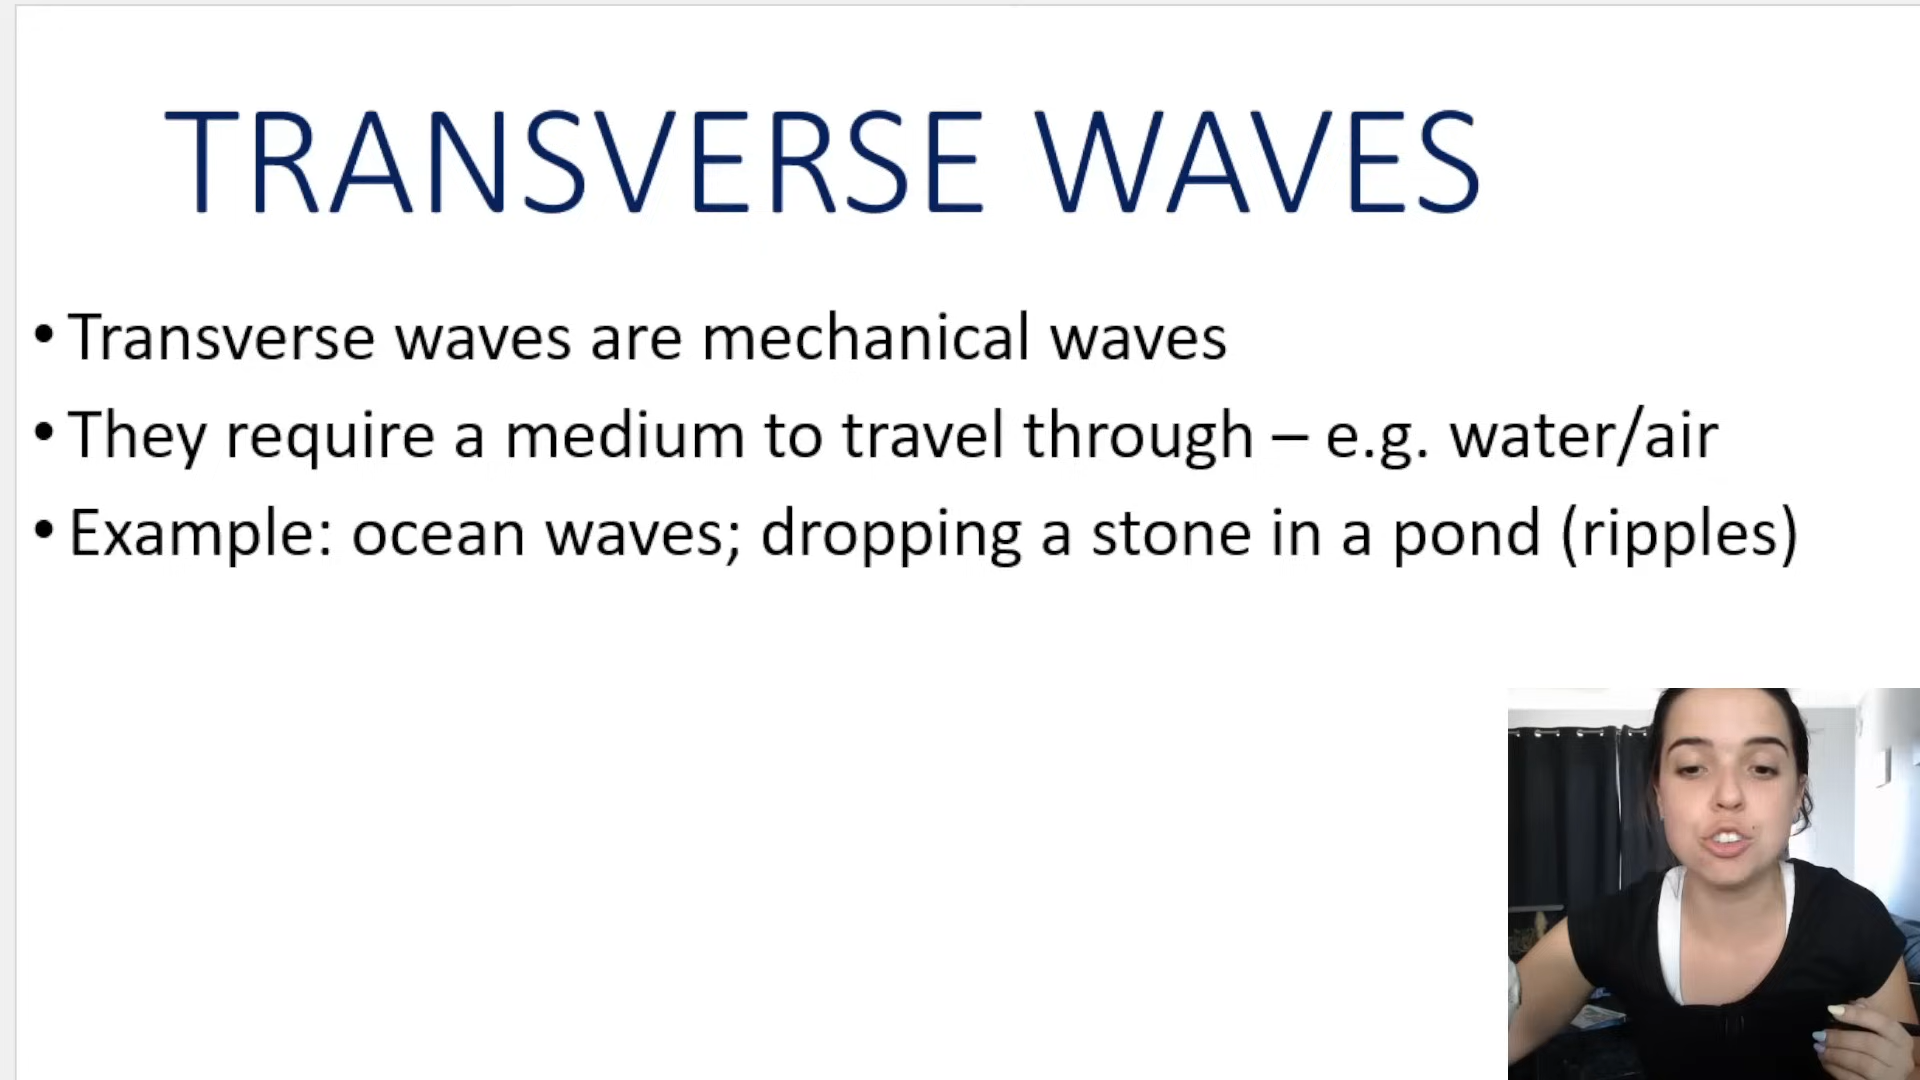 TRANSVERSE WAVES
• Transverse waves are mechanical waves
• They require a medium to travel through – e.g. water/air
• Example: ocean waves; dropping a stone in a pond (ripples)